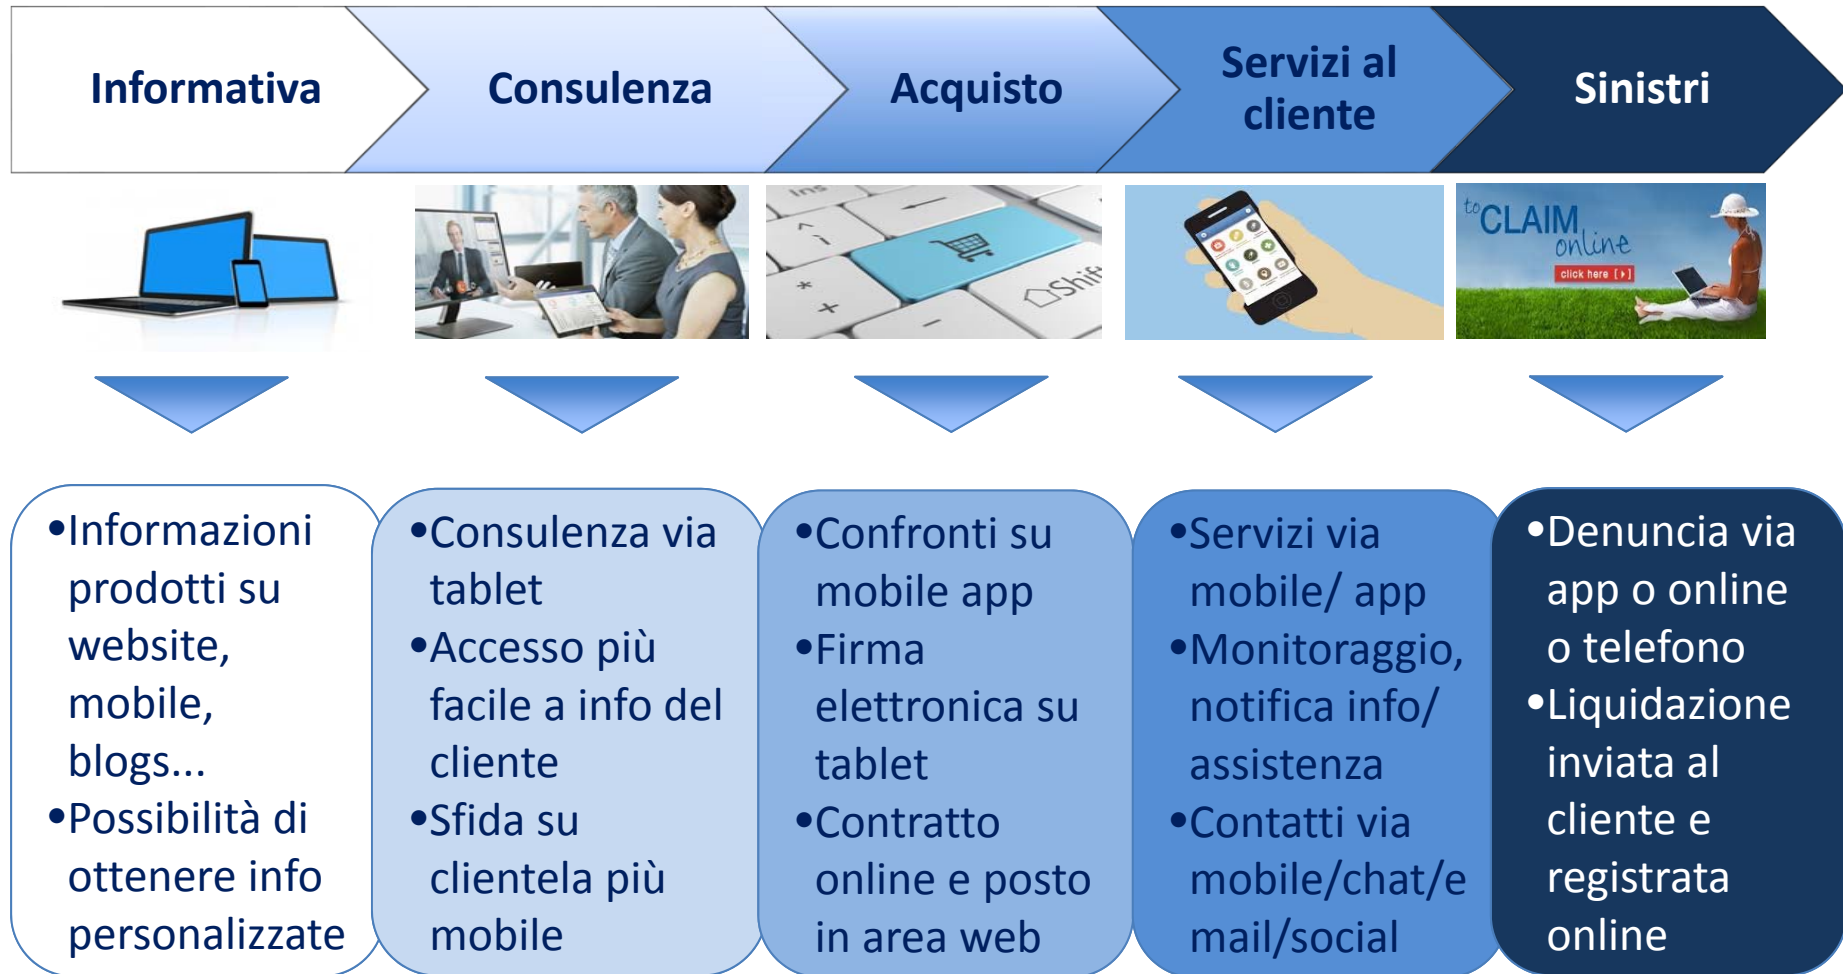 Informativa
Consulenza
Acquisto
Servizi al
cliente
Sinistri
Ins
Shift
to CLAIM
online
click here [▸]
•Informazioni
prodotti su
website,
mobile,
blogs...
•Possibilità di
ottenere info
personalizzate
•Consulenza via
tablet
•Accesso più
facile a info del
cliente
•Sfida su
clientela più
mobile
•Confronti su
mobile app
•Firma
elettronica su
tablet
•Contratto
online e posto
in area web
•Servizi via
mobile/ app
•Monitoraggio,
notifica info/
assistenza
•Contatti via
mobile/chat/e
mail/social
•Denuncia via
app o online
o telefono
•Liquidazione
inviata al
cliente e
registrata
online